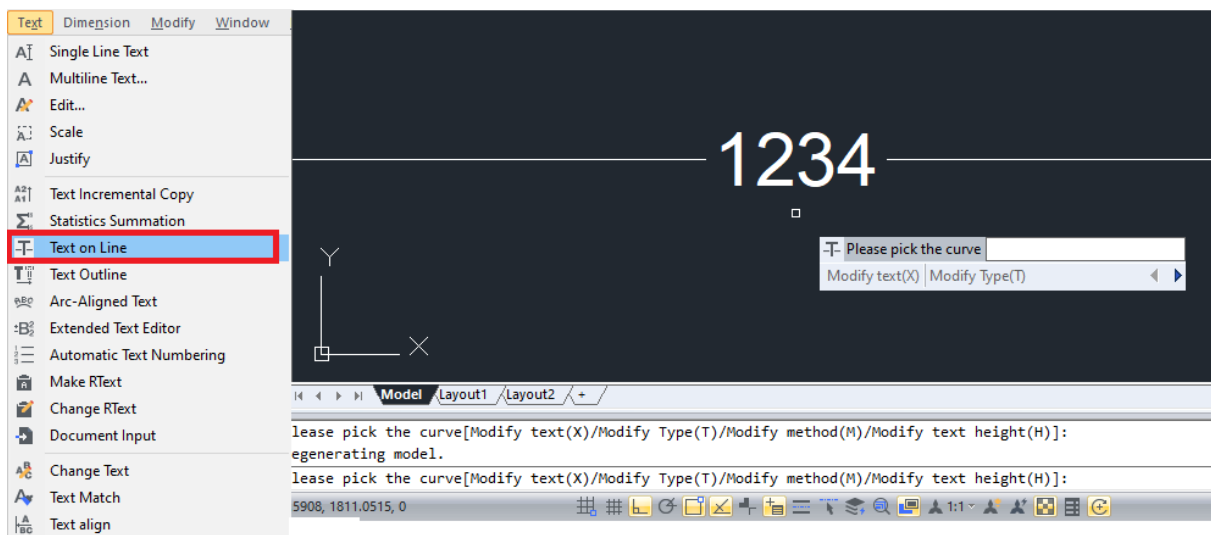 Text Dimension Modify Window
Single Line Text
Multiline Text...
Edit...
Scale
Justify
Text Incremental Copy
Statistics Summation
Text on Line
Text Outline
Arc-Aligned Text
Extended Text Editor
Automatic Text Numbering
Make RText
Change RText
Document Input
Change Text
Text Match
Text align
1234
Please pick the curve
Modify text(X) Modify Type(T)
Y
X
Model Layout1 Layout2 +
lease pick the curve[Modify text(X)/Modify Type(T)/Modify method(M)/Modify text height(H)]:
egenerating model.
lease pick the curve[Modify text(X)/Modify Type(T)/Modify method(M)/Modify text height(H)]:
5908, 1811.0515, 0
1:1